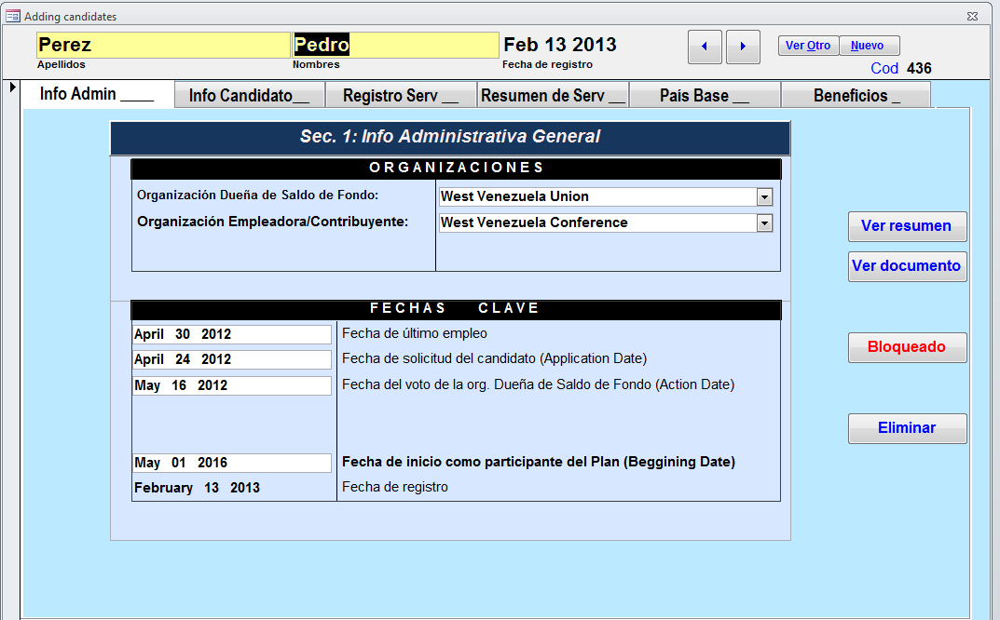 Adding candidates
Perez Pedro Feb 13 2013
Apellidos Nombres Fecha de registro
Ver Otro Nuevo
Cod 436
Info Admin ____ Info Candidato__ Registro Serv __ Resumen de Serv __ País Base __ Beneficios _
Sec. 1: Info Administrativa General
ORGANIZACIONES
Organización Dueña de Saldo de Fondo: West Venezuela Union
Organización Empleadora/Contribuyente: West Venezuela Conference
Ver resumen
Ver documento
FECHAS CLAVE
April 30 2012 Fecha de último empleo
April 24 2012 Fecha de solicitud del candidato (Application Date)
May 16 2012 Fecha del voto de la org. Dueña de Saldo de Fondo (Action Date)
Bloqueado
Eliminar
May 01 2016 Fecha de inicio como participante del Plan (Beggining Date)
February 13 2013 Fecha de registro